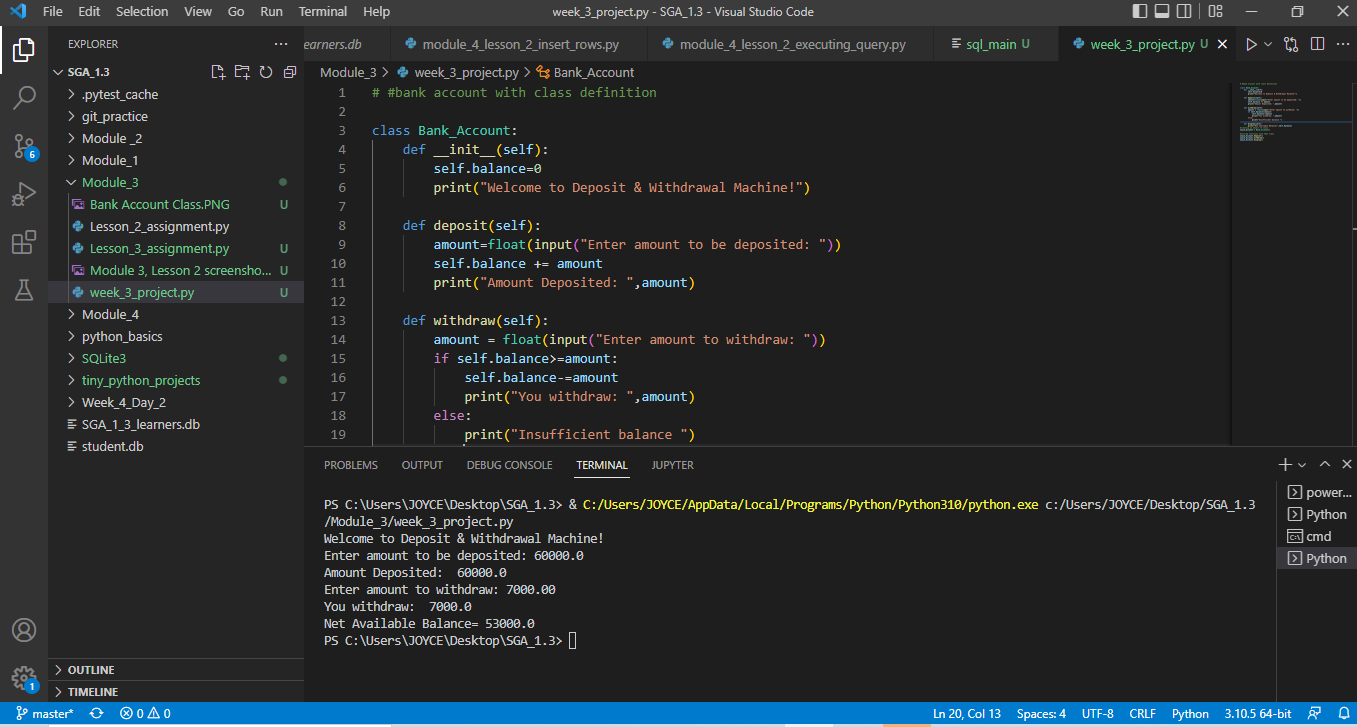 File Edit Selection View Go Run Terminal Help week_3_project.py - SGA_1.3 - Visual Studio Code
EXPLORER
SGA_1.3
.pytest_cache
git_practice
Module _2
Module_1
Module_3
Bank Account Class.PNG U
Lesson_2_assignment.py
Lesson_3_assignment.py U
Module 3, Lesson 2 screensho... U
week_3_project.py U
Module_4
python_basics
SQLite3
tiny_python_projects
Week_4_Day_2
SGA_1_3_learners.db
student.db
OUTLINE
TIMELINE
6
1
earners.db module_4_lesson_2_insert_rows.py module_4_lesson_2_executing_query.py sql_main U week_3_project.py U
Module_3 > week_3_project.py > Bank_Account
1 # #bank account with class definition
2
3 class Bank_Account:
4 def __init__(self):
5 self.balance=0
6 print("Welcome to Deposit & Withdrawal Machine!")
7
8 def deposit(self):
9 amount=float(input("Enter amount to be deposited: "))
10 self.balance += amount
11 print("Amount Deposited: ",amount)
12
13 def withdraw(self):
14 amount = float(input("Enter amount to withdraw: "))
15 if self.balance>=amount:
16 self.balance-=amount
17 print("You withdraw: ",amount)
18 else:
19 print("Insufficient balance ")
PROBLEMS OUTPUT DEBUG CONSOLE TERMINAL JUPYTER
PS C:\Users\JOYCE\Desktop\SGA_1.3> & C:/Users/JOYCE/AppData/Local/Programs/Python/Python310/python.exe c:/Users/JOYCE/Desktop/SGA_1.3
/Module_3/week_3_project.py
Welcome to Deposit & Withdrawal Machine!
Enter amount to be deposited: 60000.0
Amount Deposited:  60000.0
Enter amount to withdraw: 7000.00
You withdraw:  7000.0
Net Available Balance= 53000.0
PS C:\Users\JOYCE\Desktop\SGA_1.3>
power...
Python
cmd
Python
master* 0 0 Ln 20, Col 13 Spaces: 4 UTF-8 CRLF Python 3.10.5 64-bit